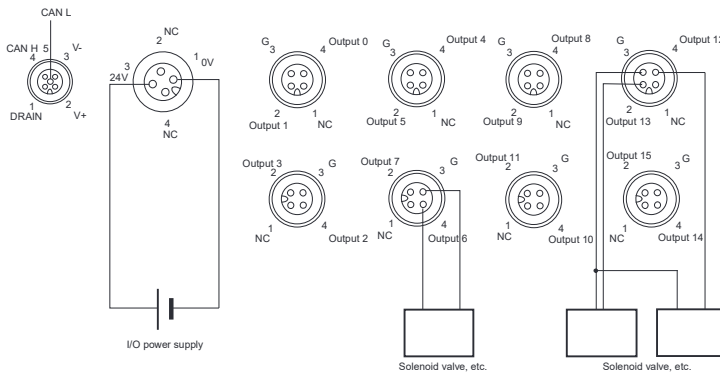 CAN L
CAN H 5 V-
4 3
1 2
DRAIN V+
NC
2
3 1 0V
24V
4
NC
I/O power supply
G Output 0
3 4
2 1
Output 1 NC
G Output 4
3 4
2 1
Output 5 NC
G Output 8
3 4
2 1
Output 9 NC
G Output 12
3 4
2 1
Output 13 NC
Output 3 G
2 3
1 4
NC Output 2
Output 7 G
2 3
1 4
NC Output 6
Output 11 G
2 3
1 4
NC Output 10
Output 15 G
2 3
1 4
NC Output 14
Solenoid valve, etc.
Solenoid valve, etc.